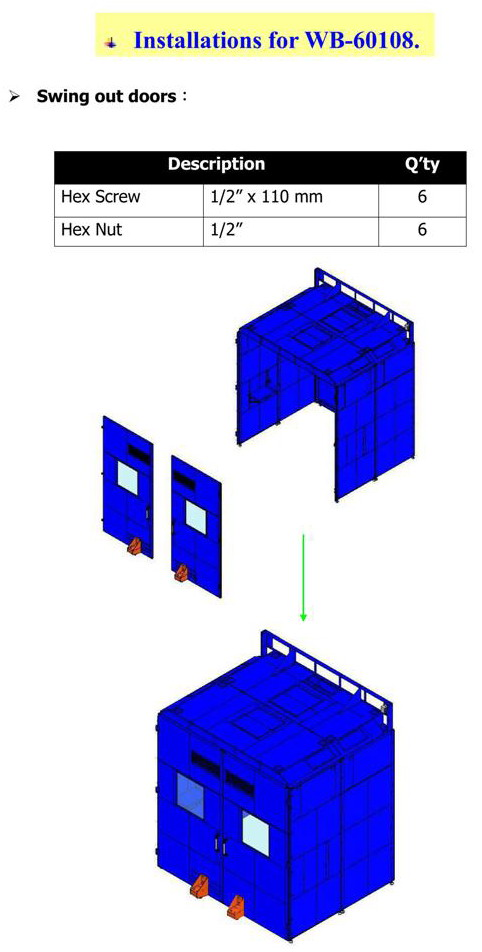 Installations for WB-60108.
Swing out doors：
Description Q’ty
Hex Screw 1/2” x 110 mm 6
Hex Nut 1/2” 6